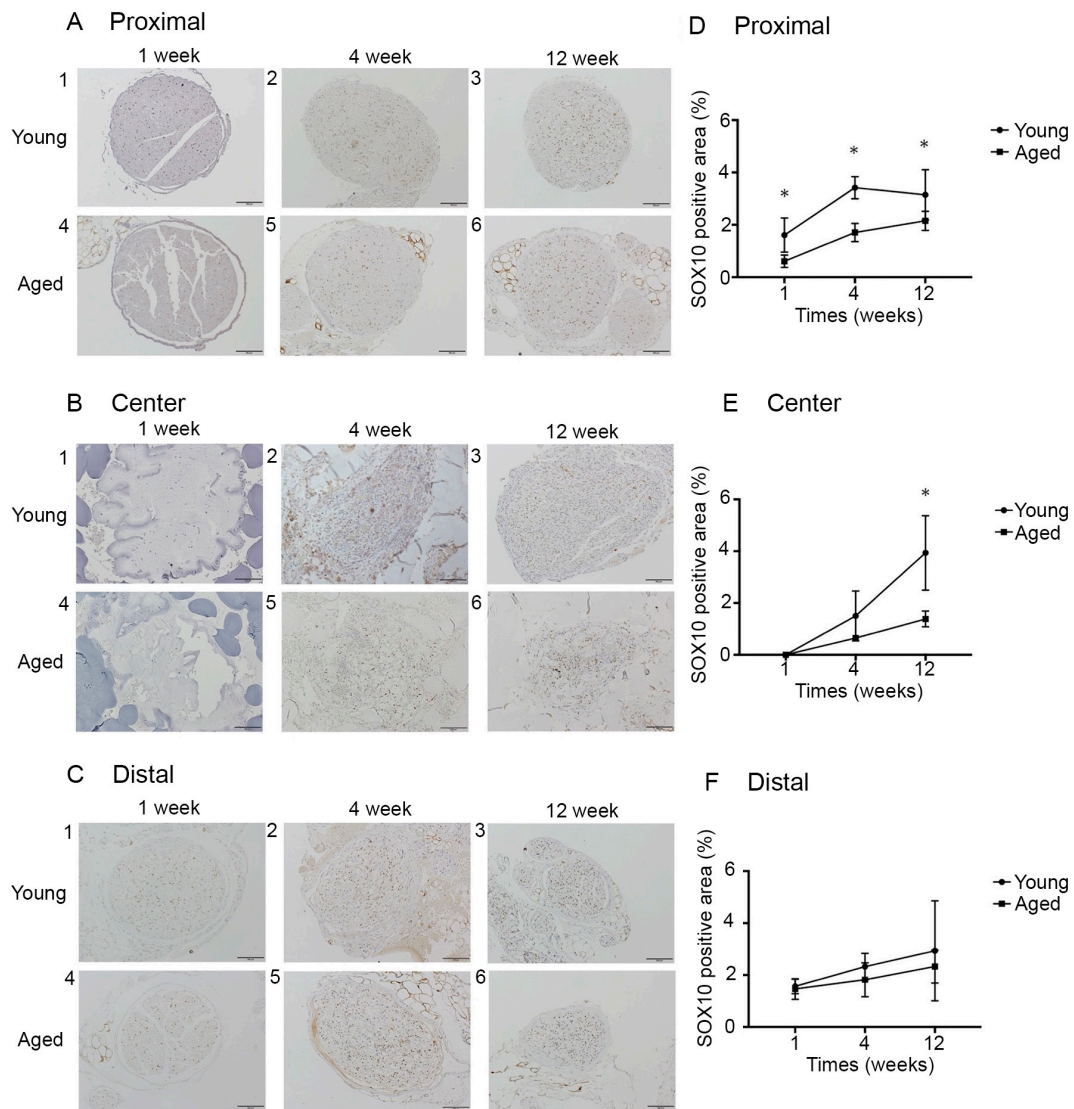 A Proximal
1 week 4 week 12 week
1 2 3
Young
4 5 6
Aged
D Proximal
SOX10 positive area (%)
6
4
2
0
* * *
Young
Aged
1 4 12
Times (weeks)
B Center
1 week 4 week 12 week
1 2 3
Young
4 5 6
Aged
E Center
SOX10 positive area (%)
6
4
2
0
*
Young
Aged
1 4 12
Times (weeks)
C Distal
1 week 4 week 12 week
1 2 3
Young
4 5 6
Aged
F Distal
SOX10 positive area (%)
6
4
2
0
Young
Aged
1 4 12
Times (weeks)